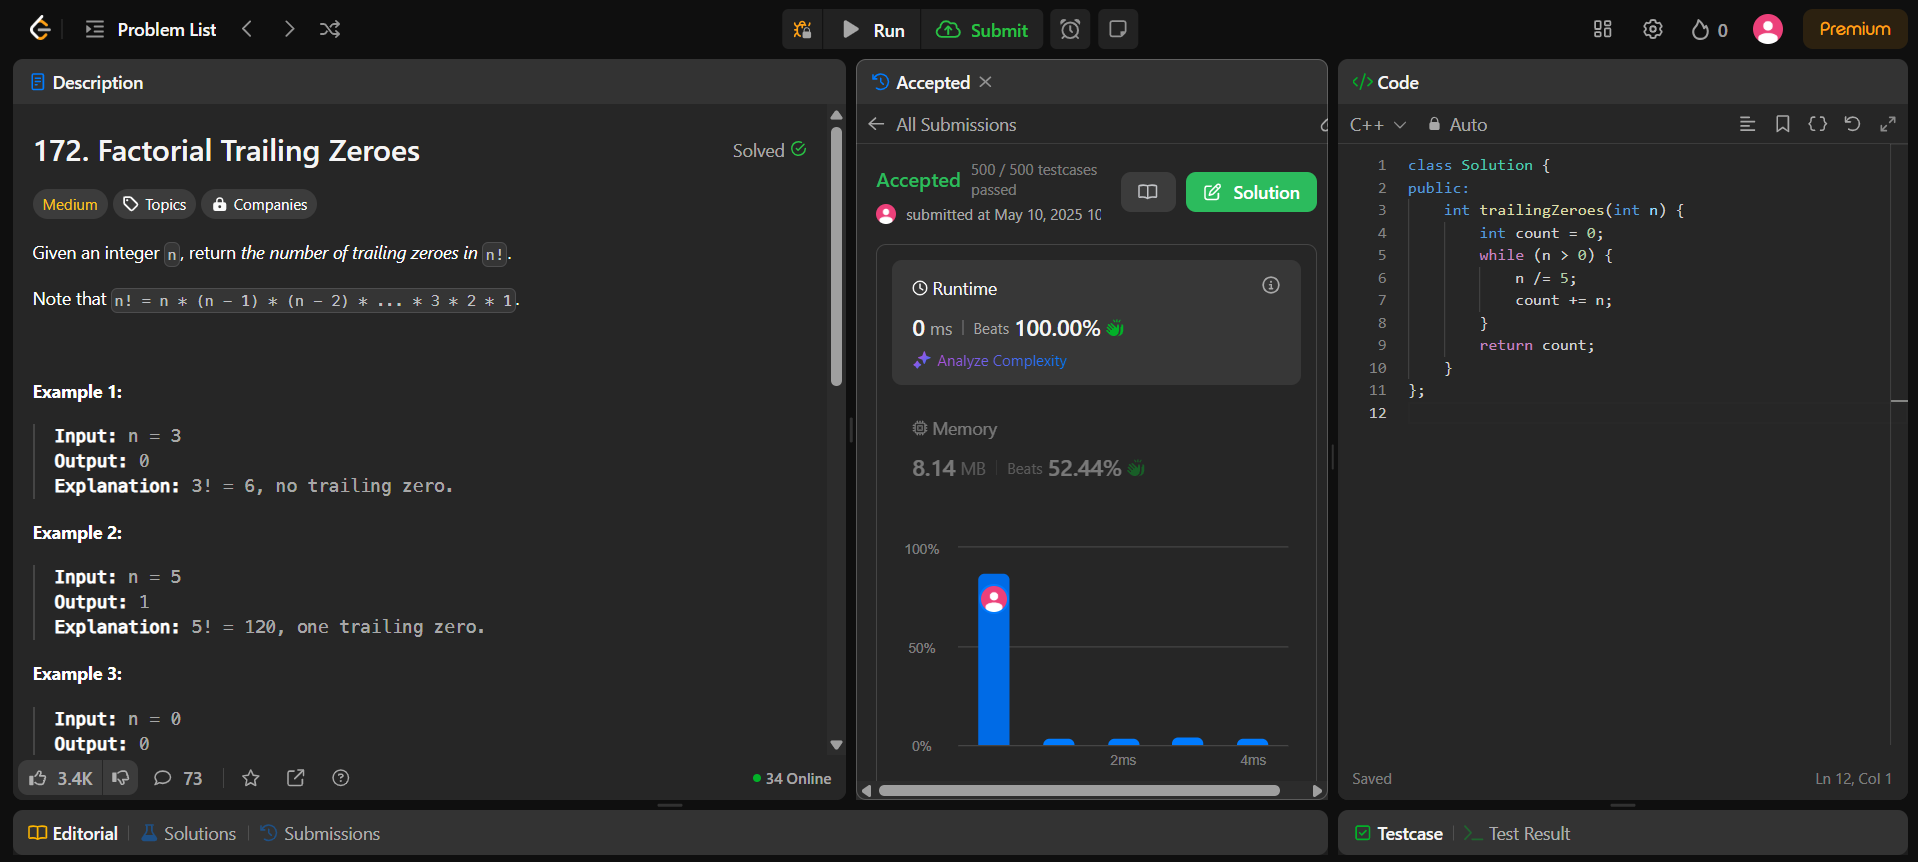 Problem List
Run
Submit
0
Premium
Description
172. Factorial Trailing Zeroes
Solved
Medium
Topics
Companies
Given an integer n, return the number of trailing zeroes in n!.
Note that n! = n * (n - 1) * (n - 2) * ... * 3 * 2 * 1.
Example 1:
Input: n = 3
Output: 0
Explanation: 3! = 6, no trailing zero.
Example 2:
Input: n = 5
Output: 1
Explanation: 5! = 120, one trailing zero.
Example 3:
Input: n = 0
Output: 0
3.4K
73
34 Online
Editorial
Solutions
Submissions
Accepted
All Submissions
Accepted
500 / 500 testcases
passed
submitted at May 10, 2025 10
Solution
Runtime
0 ms | Beats 100.00%
Analyze Complexity
Memory
8.14 MB | Beats 52.44%
100%
50%
0%
2ms
4ms
</> Code
C++
Auto
1 class Solution {
2 public:
3 int trailingZeroes(int n) {
4 int count = 0;
5 while (n > 0) {
6 n /= 5;
7 count += n;
8 }
9 return count;
10 }
11 };
12
Saved
Ln 12, Col 1
Testcase
Test Result